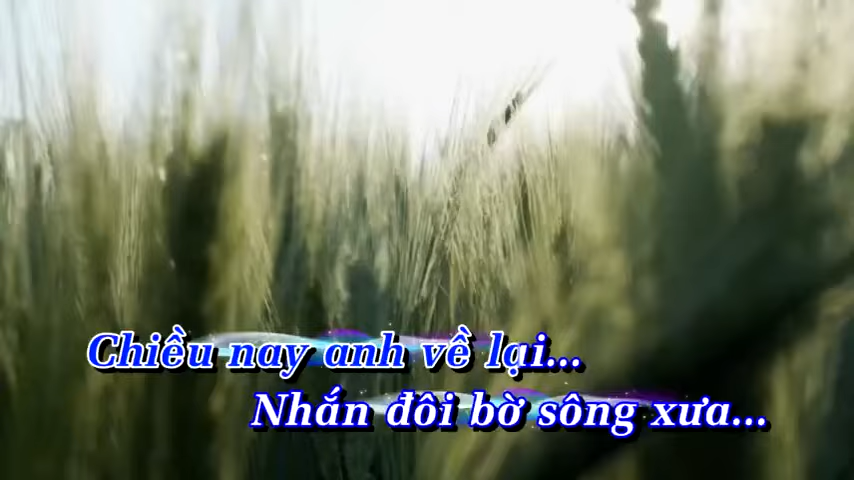 Chiều nay anh về lại...
Nhắn đôi bờ sông xưa...